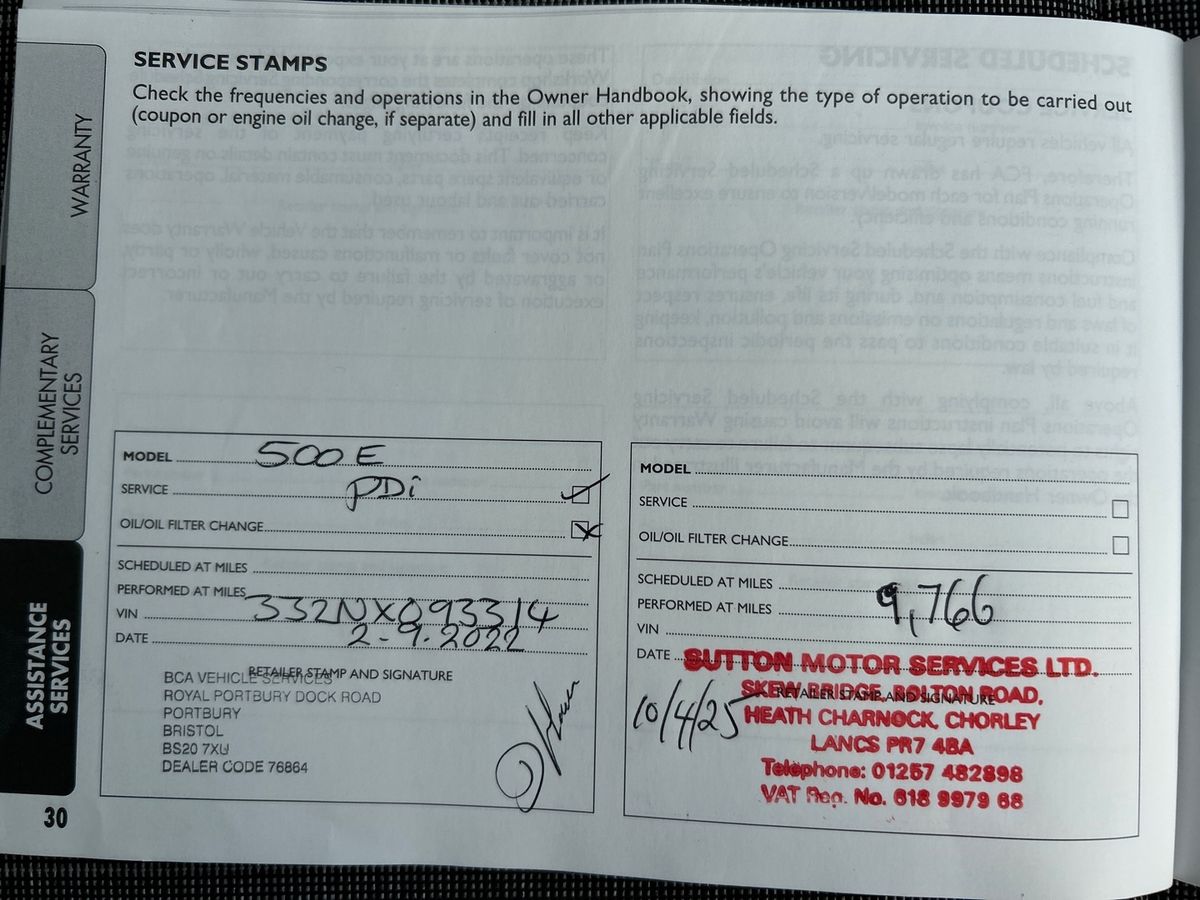 SERVICE STAMPS
Check the frequencies and operations in the Owner Handbook, showing the type of operation to be carried out
(coupon or engine oil change, if separate) and fill in all other applicable fields.
WARRANTY
COMPLEMENTARY
SERVICES
ASSISTANCE
SERVICES
30
MODEL 500E
SERVICE PDi
OIL/OIL FILTER CHANGE
SCHEDULED AT MILES
PERFORMED AT MILES
VIN 332NX093314
DATE 2-9.2022
RETAILER STAMP AND SIGNATURE
BCA VEHICLE SERVICES
ROYAL PORTBURY DOCK ROAD
PORTBURY
BRISTOL
BS20 7XU
DEALER CODE 76864
MODEL
SERVICE
OIL/OIL FILTER CHANGE
SCHEDULED AT MILES
PERFORMED AT MILES 9,766
VIN
DATE 10/4/25
RETAILER STAMP AND SIGNATURE
SUTTON MOTOR SERVICES LTD.
SKEW BRIDGE, BOLTON ROAD,
HEATH CHARNOCK, CHORLEY
LANCS PR7 4BA
Telephone: 01257 482898
VAT Reg. No. 618 9979 68